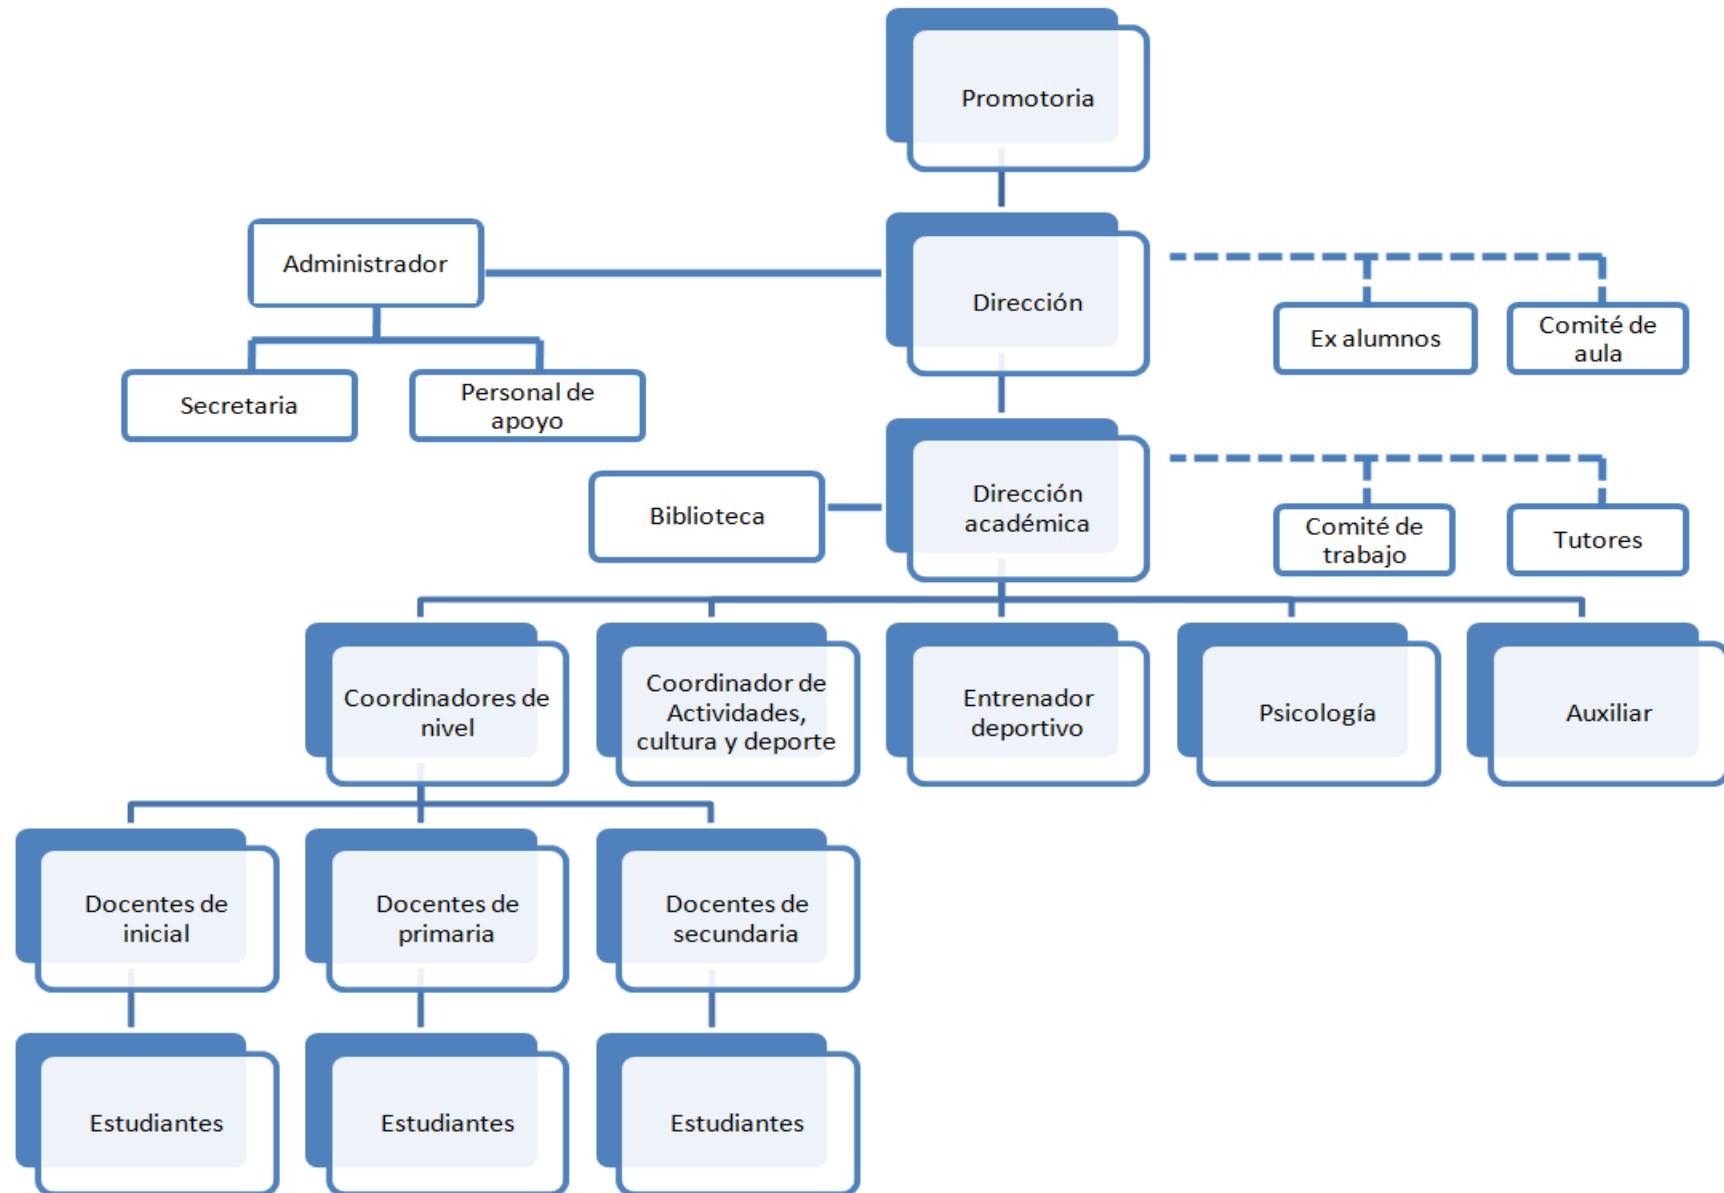 Promotoria
Administrador
Dirección
Ex alumnos
Comité de
aula
Secretaria
Personal de
apoyo
Biblioteca
Dirección
académica
Comité de
trabajo
Tutores
Coordinadores de
nivel
Coordinador de
Actividades,
cultura y deporte
Entrenador
deportivo
Psicología
Auxiliar
Docentes de
inicial
Docentes de
primaria
Docentes de
secundaria
Estudiantes
Estudiantes
Estudiantes